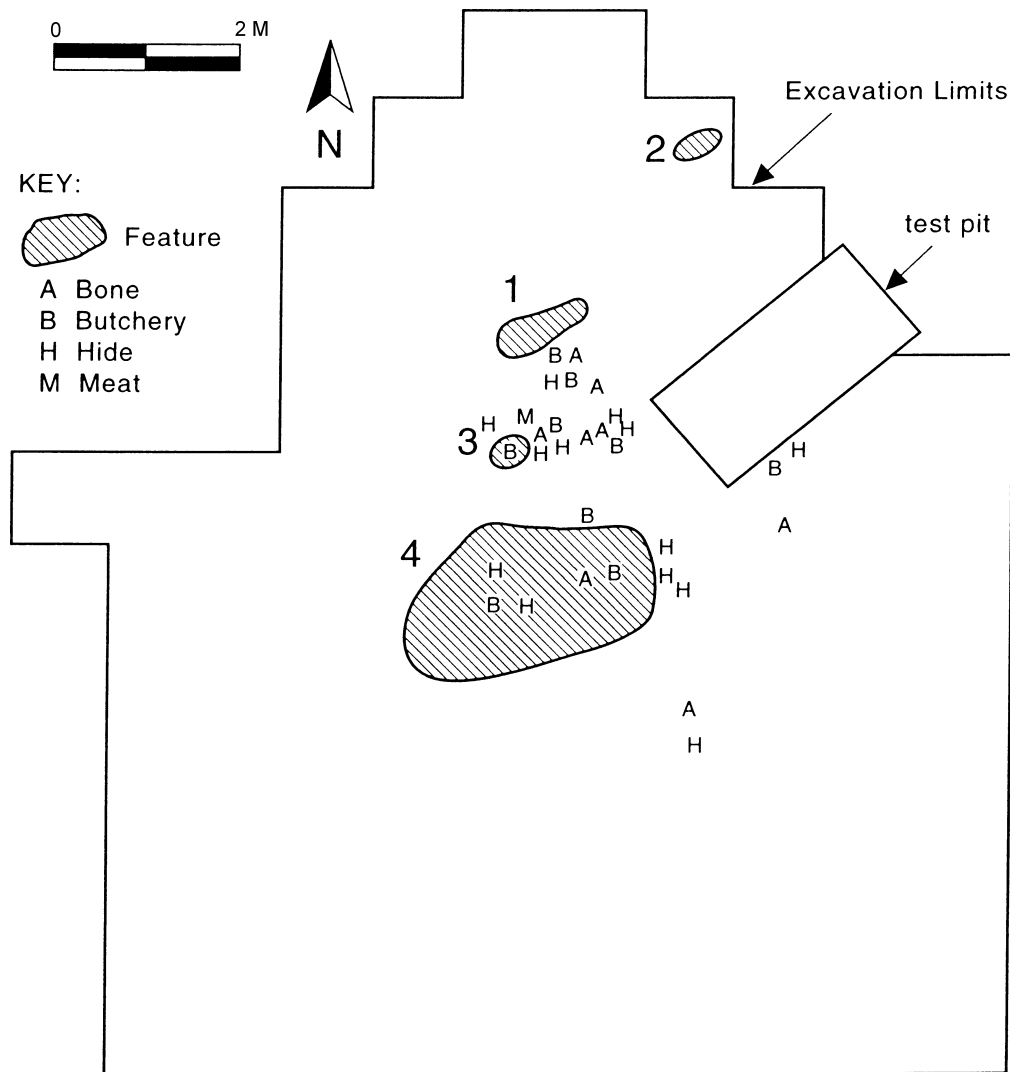 0 2 M
Excavation Limits
N
2
KEY:
test pit
Feature
A Bone
B Butchery
H Hide
M Meat
1
B A
H B A
H M B H
3 A A A H
B H H B
H
B
A
B
4 H
H A B H
H
B H
A
H